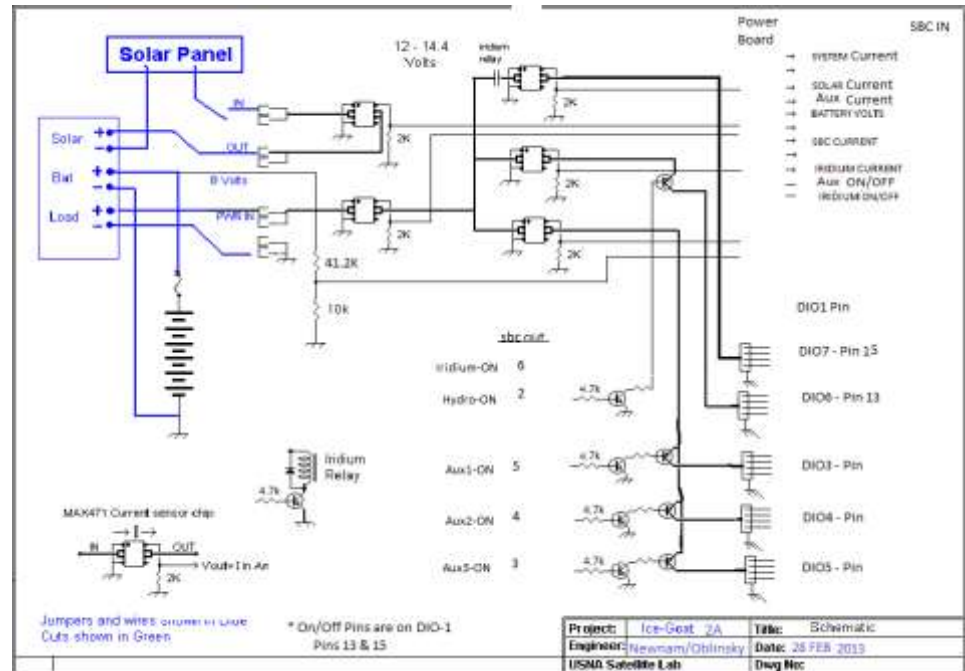 Power Board
SBC IN
Solar Panel
12 - 14.4 Volts
iridium relay
SYSTEM Current
SOLAR Current
Aux Current
BATTERY VOLTS
SBC CURRENT
IRIDIUM CURRENT
Aux ON/OFF
IRIDIUM ON/OFF
IN
2K
2K
Solar + -
OUT
Bat + -
8 Volts
2K
Load + -
PWR IN
2K
2K
41.2K
10k
DIO1 Pin
sbc out
DIO7 - Pin 15
Iridium-ON 6
Hydro-ON 2
4.7k
DIO6 - Pin 13
Iridium Relay
4.7k
Aux1-ON 5
4.7k
DIO3 - Pin
MAX471 Current sensor chip
Aux2-ON 4
4.7k
DIO4 - Pin
IN
I
OUT
2K
Aux3-ON 3
4.7k
DIO5 - Pin
Jumpers and wires shown in Blue
Cuts shown in Green
* On/Off Pins are on DIO-1
Pins 13 & 15
Project: Ice-Goat 2A
Title: Schematic
Engineer: Newnam/Oblinsky
Date: 28 FEB 2013
USNA Satellite Lab
Dwg No: